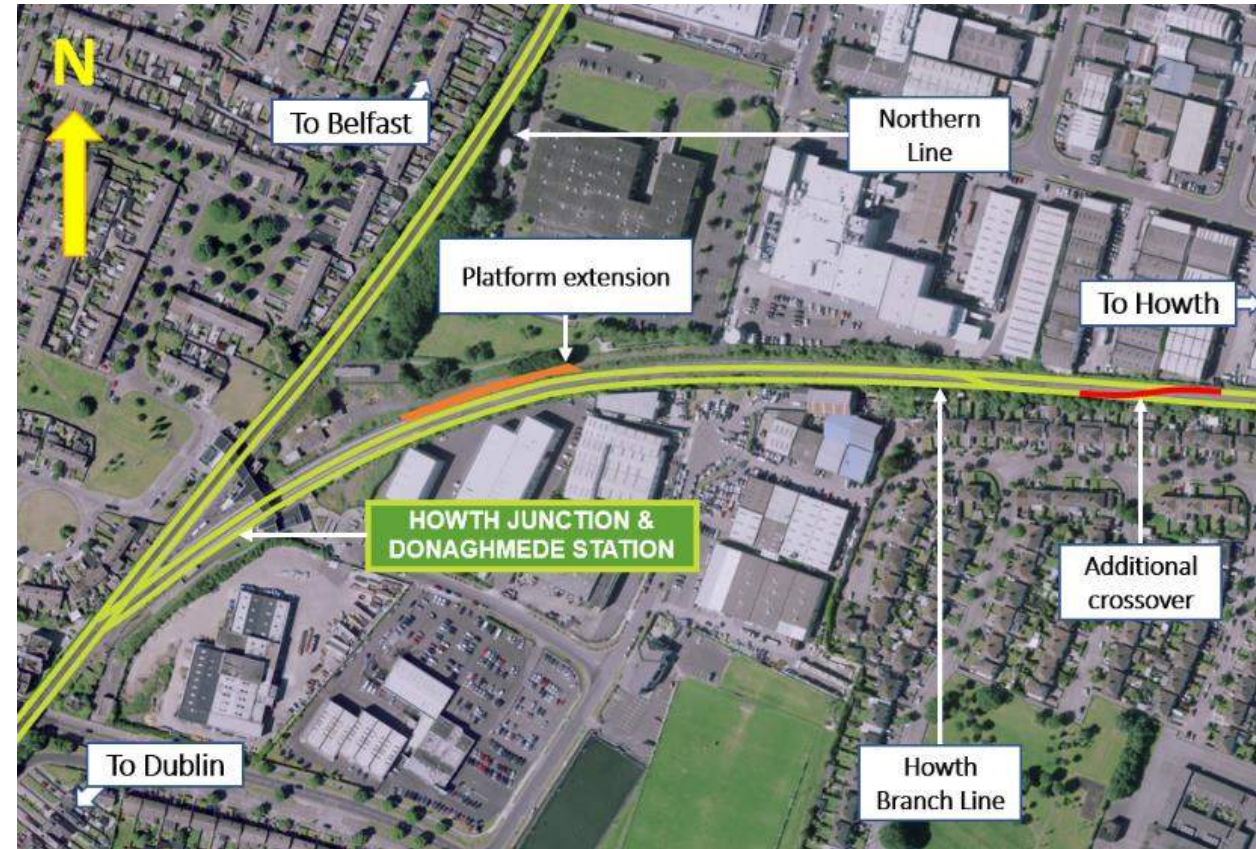 N
To Belfast
Northern
Line
Platform extension
To Howth
HOWTH JUNCTION &
DONAGHMEDE STATION
Additional
crossover
To Dublin
Howth
Branch Line